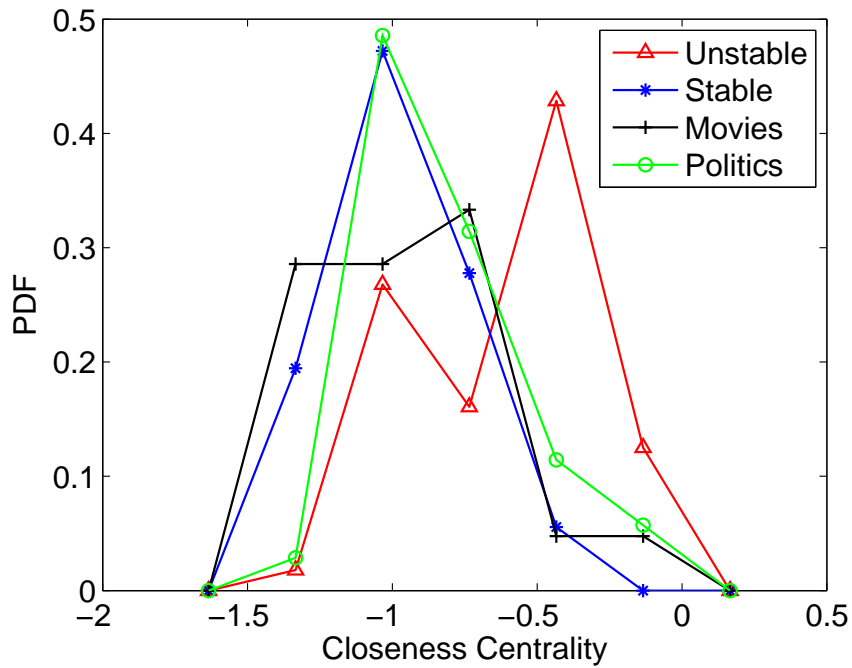 0.5
0.4
0.3
0.2
0.1
0
PDF
Unstable
Stable
Movies
Politics
−2
−1.5
−1
−0.5
0
0.5
Closeness Centrality